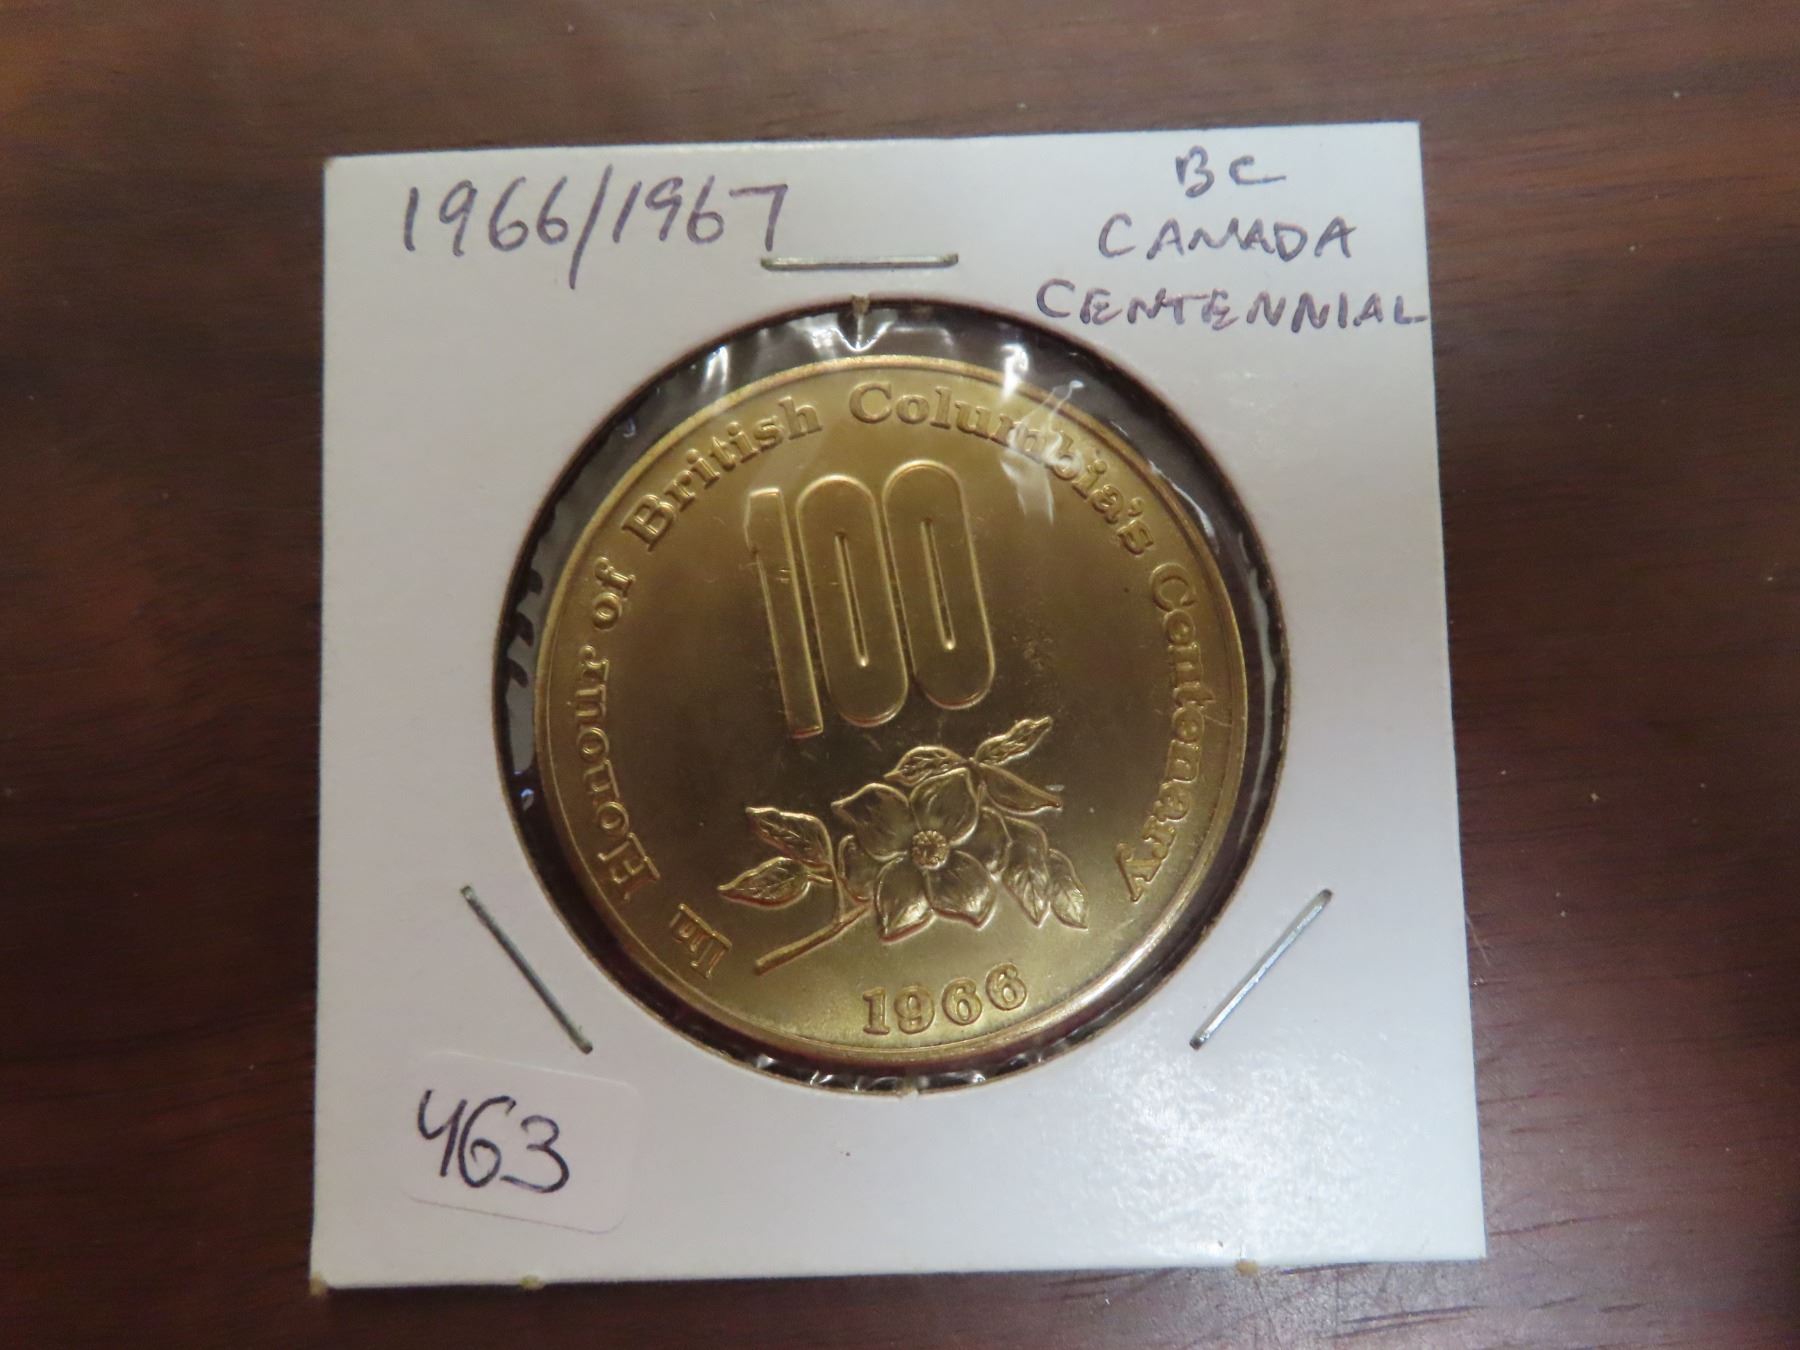 1966/1967
BC
CANADA
CENTENNIAL
In Honour of British Columbia's Centenary
100
1966
463